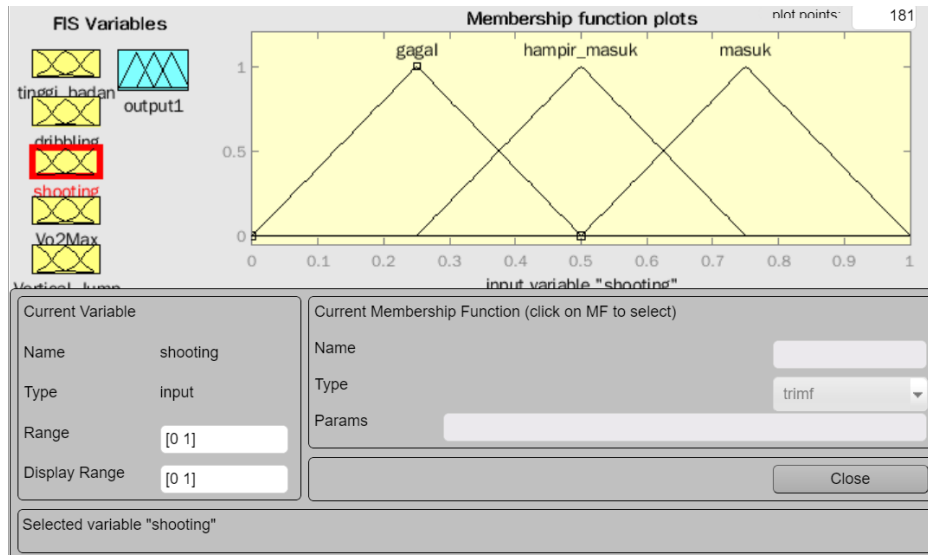 FIS Variables
Membership function plots
plot points:
181
tinggi_badan
output1
dribbling
shooting
Vo2Max
Vertical_Jump
gagal
hampir_masuk
masuk
1
0.5
0
0 0.1 0.2 0.3 0.4 0.5 0.6 0.7 0.8 0.9 1
input variable "shooting"
Current Variable
Name shooting
Type input
Range [0 1]
Display Range [0 1]
Current Membership Function (click on MF to select)
Name
Type trimf
Params
Close
Selected variable "shooting"